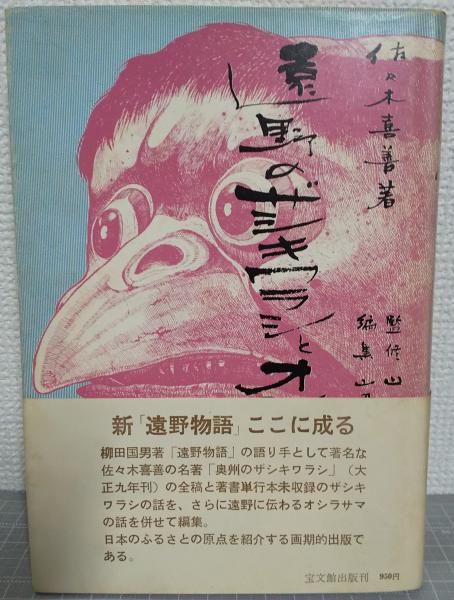 佐々木喜善著
遠野のザシキワラシとオ
監修 山
編集 山
新「遠野物語」ここに成る
柳田国男著「遠野物語」の語り手として著名な
佐々木喜善の名著「奥州のザシキワラシ」（大
正九年刊）の全稿と著書単行本未収録のザシキ
ワラシの話を、さらに遠野に伝わるオシラサマ
の話を併せて編集。
日本のふるさとの原点を紹介する画期的出版で
ある。
宝文館出版刊 950円